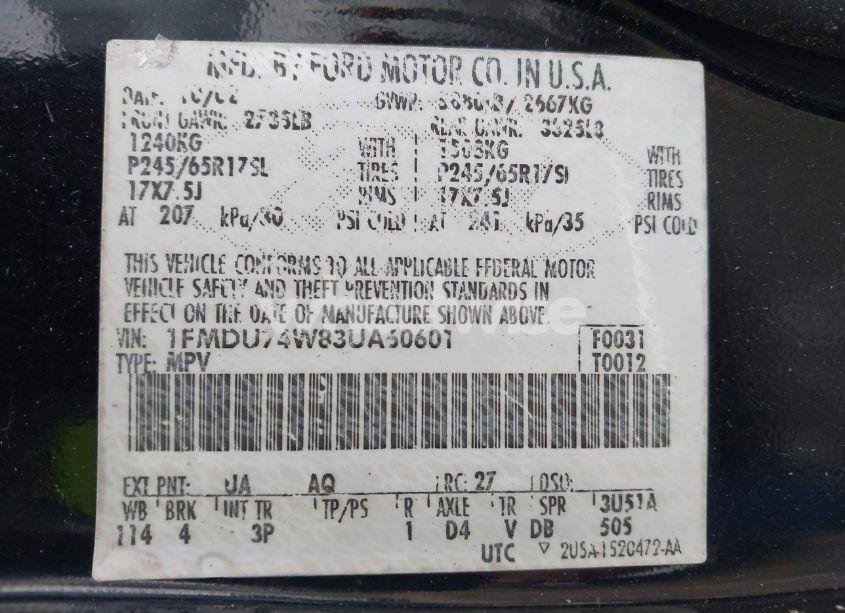 MFD. BY FORD MOTOR CO. IN U.S.A.
DATE: 10/02 GVWR: / 2667KG
FRONT GAWR: 2735LB REAR GAWR: 3325LB
1240KG WITH 1508KG WITH
P245/65R17SL TIRES P245/65R17SL TIRES
17X7.5J RIMS 17X7.5J RIMS
AT 207 kPa/30 PSI COLD AT 241 kPa/35 PSI COLD
THIS VEHICLE CONFORMS TO ALL APPLICABLE FEDERAL MOTOR
VEHICLE SAFETY AND THEFT PREVENTION STANDARDS IN
EFFECT ON THE DATE OF MANUFACTURE SHOWN ABOVE.
VIN: 1FMDU74W83UA60601 F0031
TYPE: MPV T0012
EXT PNT: UA AQ RC: 27 DSO:
WB BRK INT TR TP/PS R AXLE TR SPR 3U51A
114 4 3P 1 D4 V DB 505
UTC ▽ 2U5A-1520472-AA